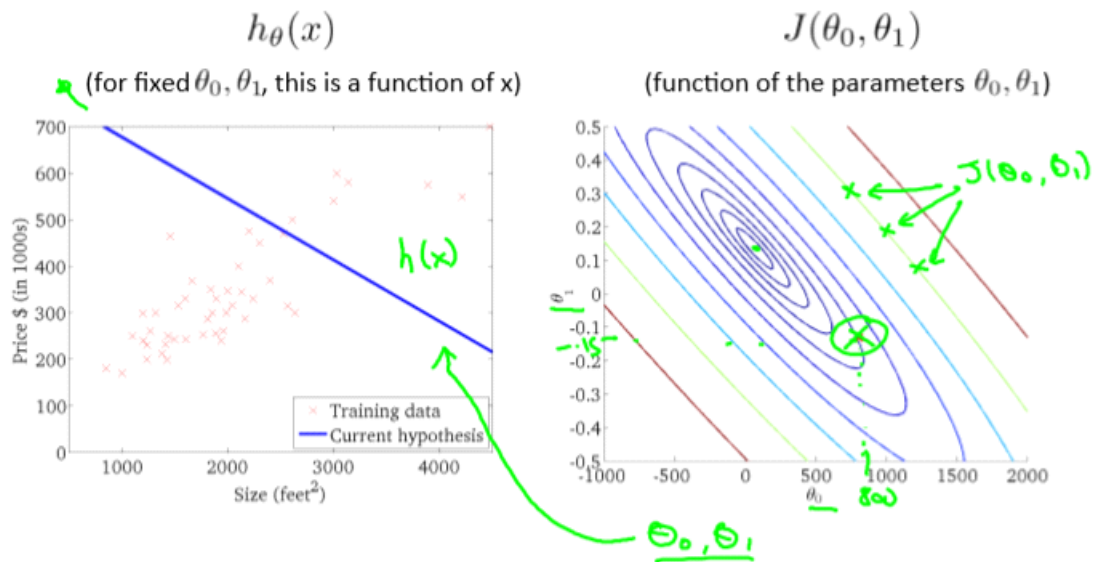 hθ(x)
(for fixed θ₀, θ₁, this is a function of x)
700
600
500
400
300
200
100
0
Price $ (in 1000s)
h(x)
Training data
Current hypothesis
1000 2000 3000 4000
Size (feet²)
θ₀, θ₁
J(θ₀, θ₁)
(function of the parameters θ₀, θ₁)
0.5
0.4
0.3
0.2
0.1
0
-0.1
-0.2
-0.3
-0.4
-0.5
θ₁
-.15
J(θ₀, θ₁)
-1000 -500 0 500 1000 1500 2000
θ₀
800